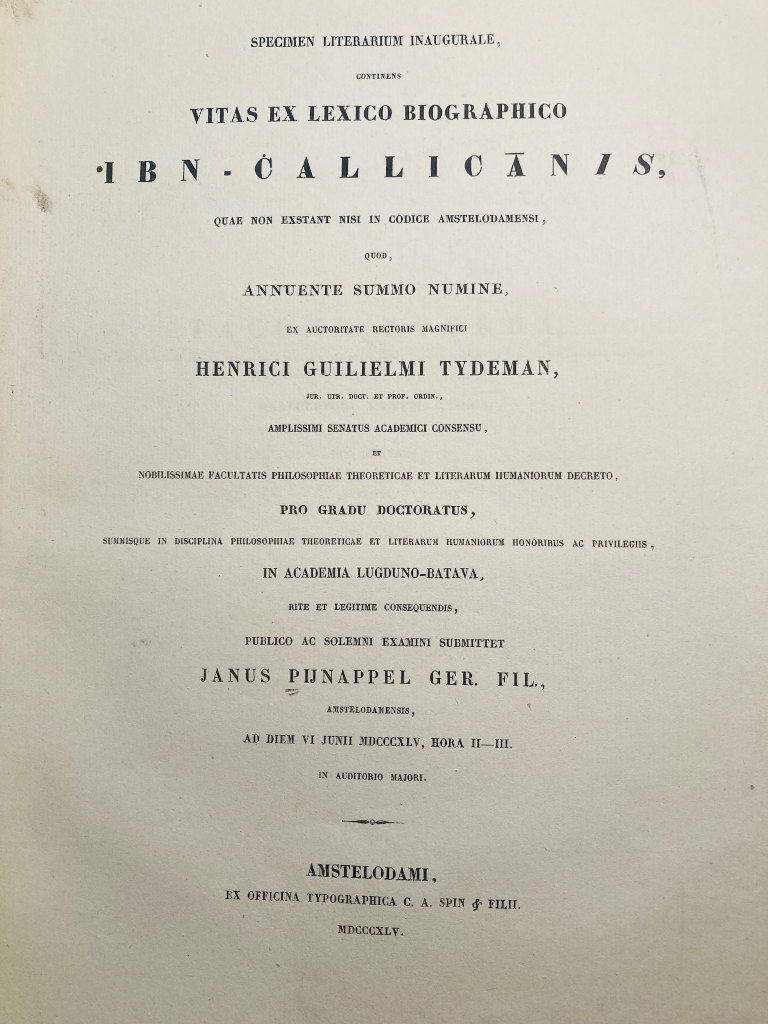 SPECIMEN LITERARIUM INAUGURALE,
CONTINENS
VITAS EX LEXICO BIOGRAPHICO
IBN-ĊALLICĀNIS,
QUAE NON EXSTANT NISI IN CODICE AMSTELODAMENSI,
QUOD,
ANNUENTE SUMMO NUMINE,
EX AUCTORITATE RECTORIS MAGNIFICI
HENRICI GUILIELMI TYDEMAN,
JUR. UTR. DOCT. ET PROF. ORDIN.,
AMPLISSIMI SENATUS ACADEMICI CONSENSU,
ET
NOBILISSIMAE FACULTATIS PHILOSOPHIAE THEORETICAE ET LITERARUM HUMANIORUM DECRETO,
PRO GRADU DOCTORATUS,
SUMMISQUE IN DISCIPLINA PHILOSOPHIAE THEORETICAE ET LITERARUM HUMANIORUM HONORIBUS AC PRIVILEGIIS,
IN ACADEMIA LUGDUNO-BATAVA,
RITE ET LEGITIME CONSEQUENDIS,
PUBLICO AC SOLEMNI EXAMINI SUBMITTET
JANUS PIJNAPPEL GER. FIL.,
AMSTELODAMENSIS,
AD DIEM VI JUNII MDCCCXLV, HORA II—III.
IN AUDITORIO MAJORI.
AMSTELODAMI,
EX OFFICINA TYPOGRAPHICA C. A. SPIN & FILII.
MDCCCXLV.